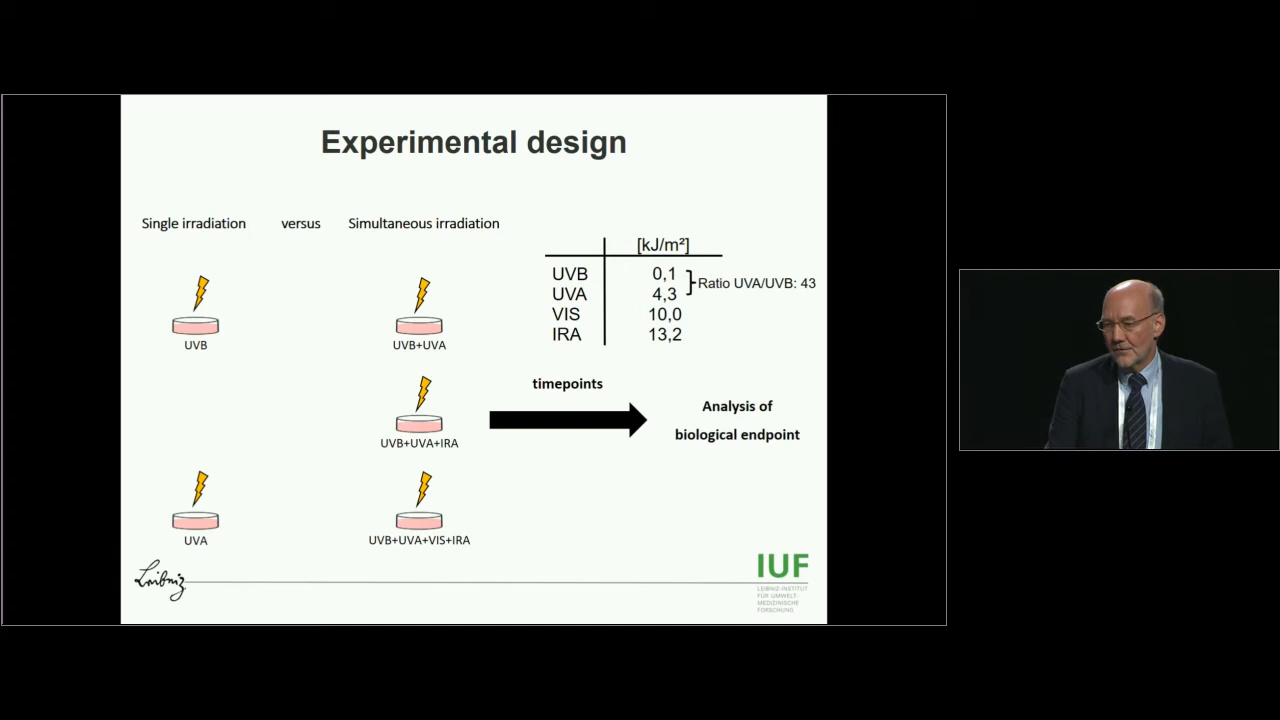 Experimental design
Single irradiation versus Simultaneous irradiation
UVB
UVB+UVA
UVB+UVA+IRA
UVA
UVB+UVA+VIS+IRA
[kJ/m²]
UVB 0,1
UVA 4,3
VIS 10,0
IRA 13,2
Ratio UVA/UVB: 43
timepoints
Analysis of
biological endpoint
Leibniz
IUF
LEIBNIZ-INSTITUT
FÜR UMWELT-
MEDIZINISCHE
FORSCHUNG